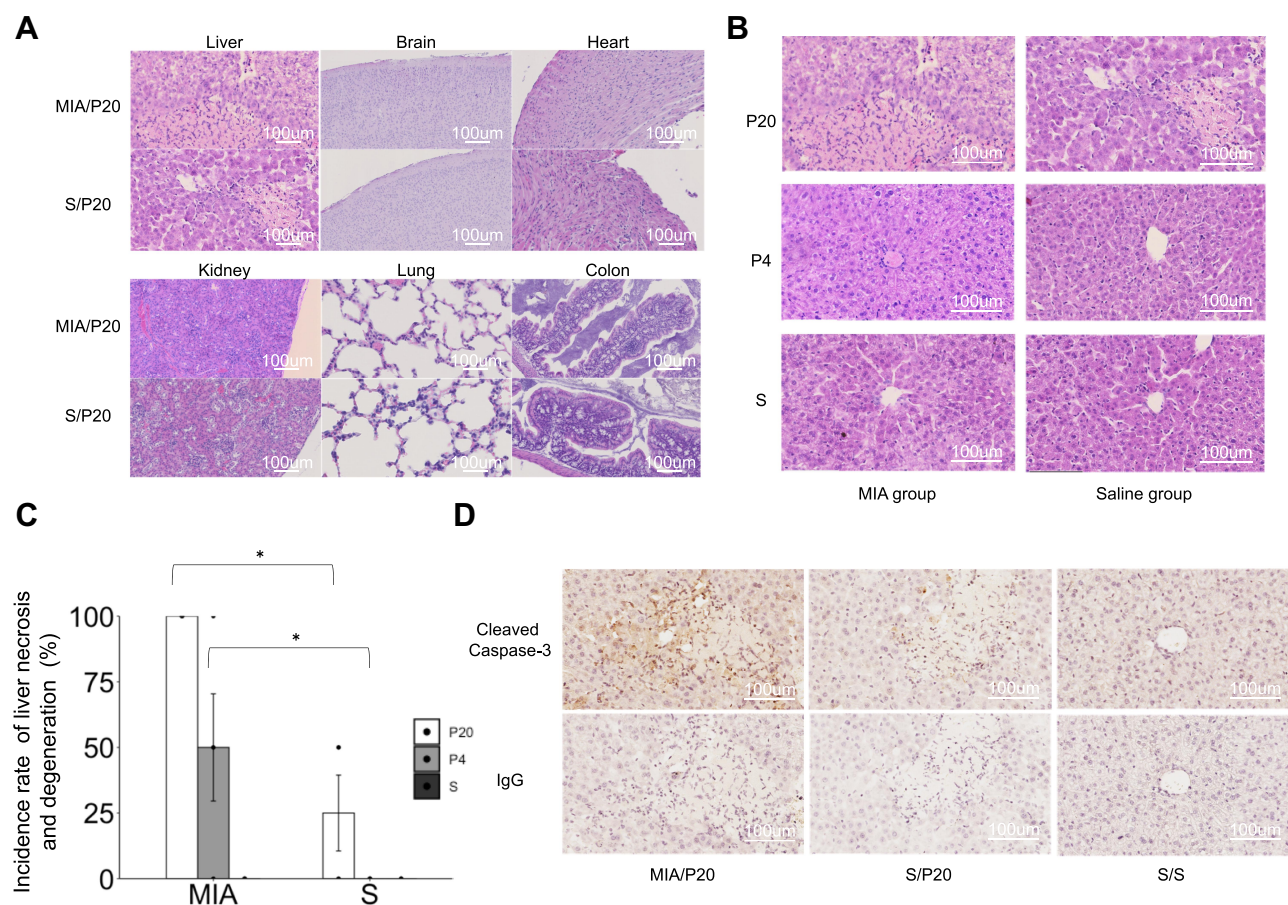 A
Liver
Brain
Heart
MIA/P20
100um
100um
100um
S/P20
100um
100um
100um
Kidney
Lung
Colon
MIA/P20
100um
100um
100um
S/P20
100um
100um
100um
B
P20
100um
100um
P4
100um
100um
S
100um
100um
MIA group
Saline group
C
Incidence rate of liver necrosis
and degeneration (%)
100
75
50
25
0
*
*
MIA
S
P20
P4
S
D
Cleaved
Caspase-3
100um
100um
100um
IgG
100um
100um
100um
MIA/P20
S/P20
S/S